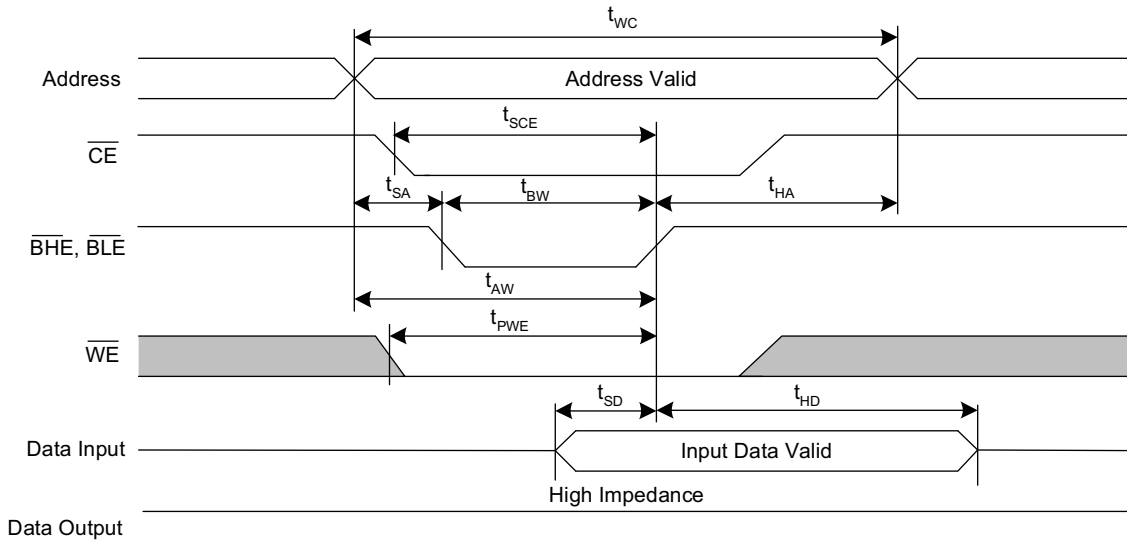 tWC
Address
Address Valid
tSCE
CE
tSA
tBW
tHA
BHE, BLE
tAW
tPWE
WE
tSD
tHD
Data Input
Input Data Valid
High Impedance
Data Output